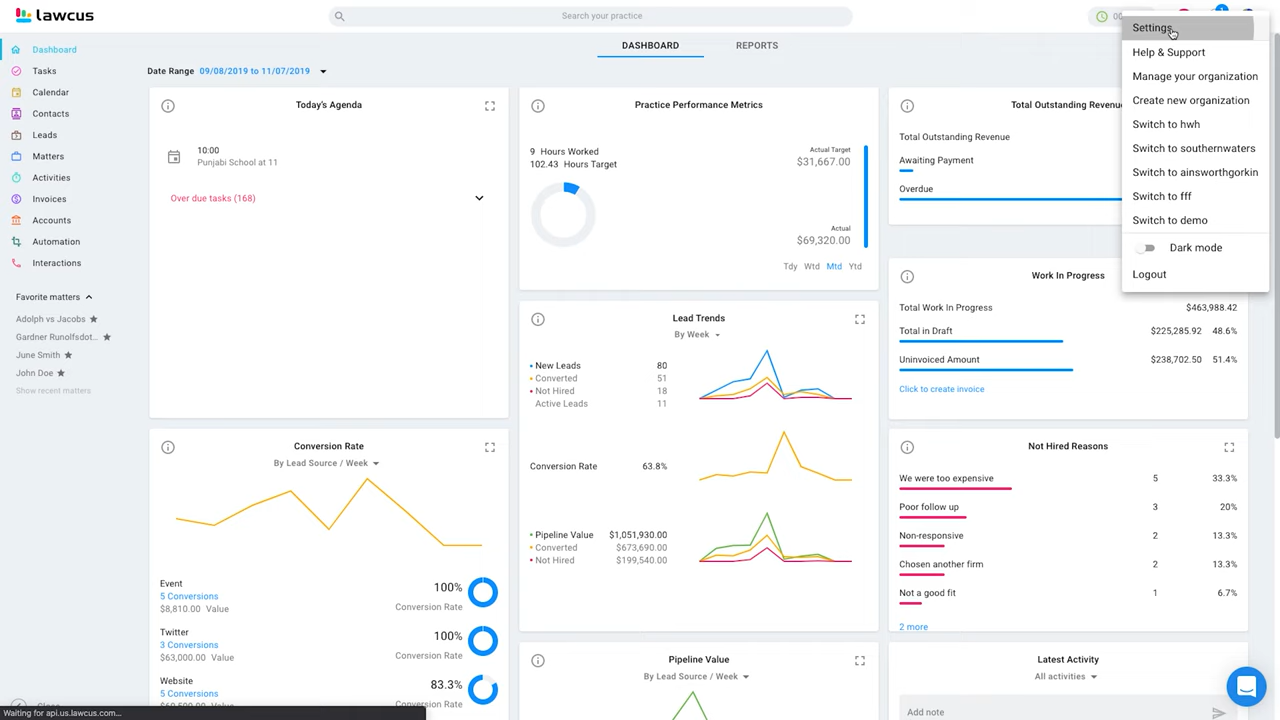 lawcus
Search your practice
Dashboard
Tasks
Calendar
Contacts
Leads
Matters
Activities
Invoices
Accounts
Automation
Interactions
Favorite matters
Adolph vs Jacobs
Gardner Runolfsdot..
June Smith
John Doe
Show recent matters
Waiting for api.us.lawcus.com...
DASHBOARD
REPORTS
Date Range 09/08/2019 to 11/07/2019
Today's Agenda
10:00
Punjabi School at 11
Over due tasks (168)
Practice Performance Metrics
9 Hours Worked
102.43 Hours Target
Actual Target
$31,667.00
Actual
$69,320.00
Tdy Wtd Mtd Ytd
Total Outstanding Revenu
Total Outstanding Revenue
Awaiting Payment
Overdue
Settings
Help & Support
Manage your organization
Create new organization
Switch to hwh
Switch to southernwaters
Switch to ainsworthgorkin
Switch to fff
Switch to demo
Dark mode
Logout
Lead Trends
By Week
New Leads 80
Converted 51
Not Hired 18
Active Leads 11
Conversion Rate 63.8%
Pipeline Value $1,051,930.00
Converted $673,690.00
Not Hired $199,540.00
Work In Progress
Total Work In Progress $463,988.42
Total in Draft $225,285.92 48.6%
Uninvoiced Amount $238,702.50 51.4%
Click to create invoice
Conversion Rate
By Lead Source / Week
Event
5 Conversions
$8,810.00 Value
100%
Conversion Rate
Twitter
3 Conversions
$63,000.00 Value
100%
Conversion Rate
Website
5 Conversions
83.3%
Not Hired Reasons
We were too expensive 5 33.3%
Poor follow up 3 20%
Non-responsive 2 13.3%
Chosen another firm 2 13.3%
Not a good fit 1 6.7%
2 more
Pipeline Value
By Lead Source / Week
Latest Activity
All activities
Add note